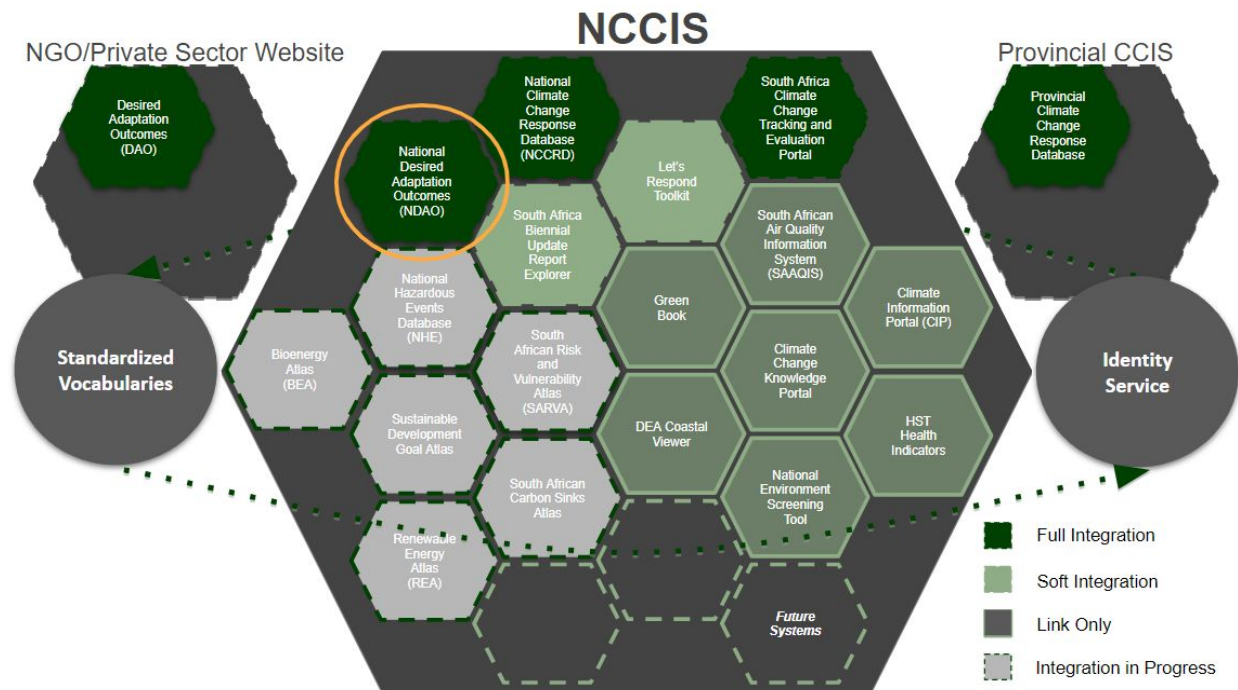 NCCIS
NGO/Private Sector Website
Provincial CCIS
Desired
Adaptation
Outcomes
(DAO)
National
Climate
Change
Response
Database
(NCCRD)
South Africa
Climate
Change
Tracking and
Evaluation
Portal
Provincial
Climate
Change
Response
Database
National
Desired
Adaptation
Outcomes
(NDAO)
Let's
Respond
Toolkit
South Africa
Biennial
Update
Report
Explorer
South African
Air Quality
Information
System
(SAAQIS)
National
Hazardous
Events
Database
(NHE)
Green
Book
Climate
Information
Portal (CIP)
Standardized
Vocabularies
Bioenergy
Atlas
(BEA)
South
African Risk
and
Vulnerability
Atlas
(SARVA)
Climate
Change
Knowledge
Portal
Identity
Service
Sustainable
Development
Goal Atlas
DEA Coastal
Viewer
HST
Health
Indicators
South African
Carbon Sinks
Atlas
National
Environment
Screening
Tool
Renewable
Energy
Atlas
(REA)
Future
Systems
Full Integration
Soft Integration
Link Only
Integration in Progress